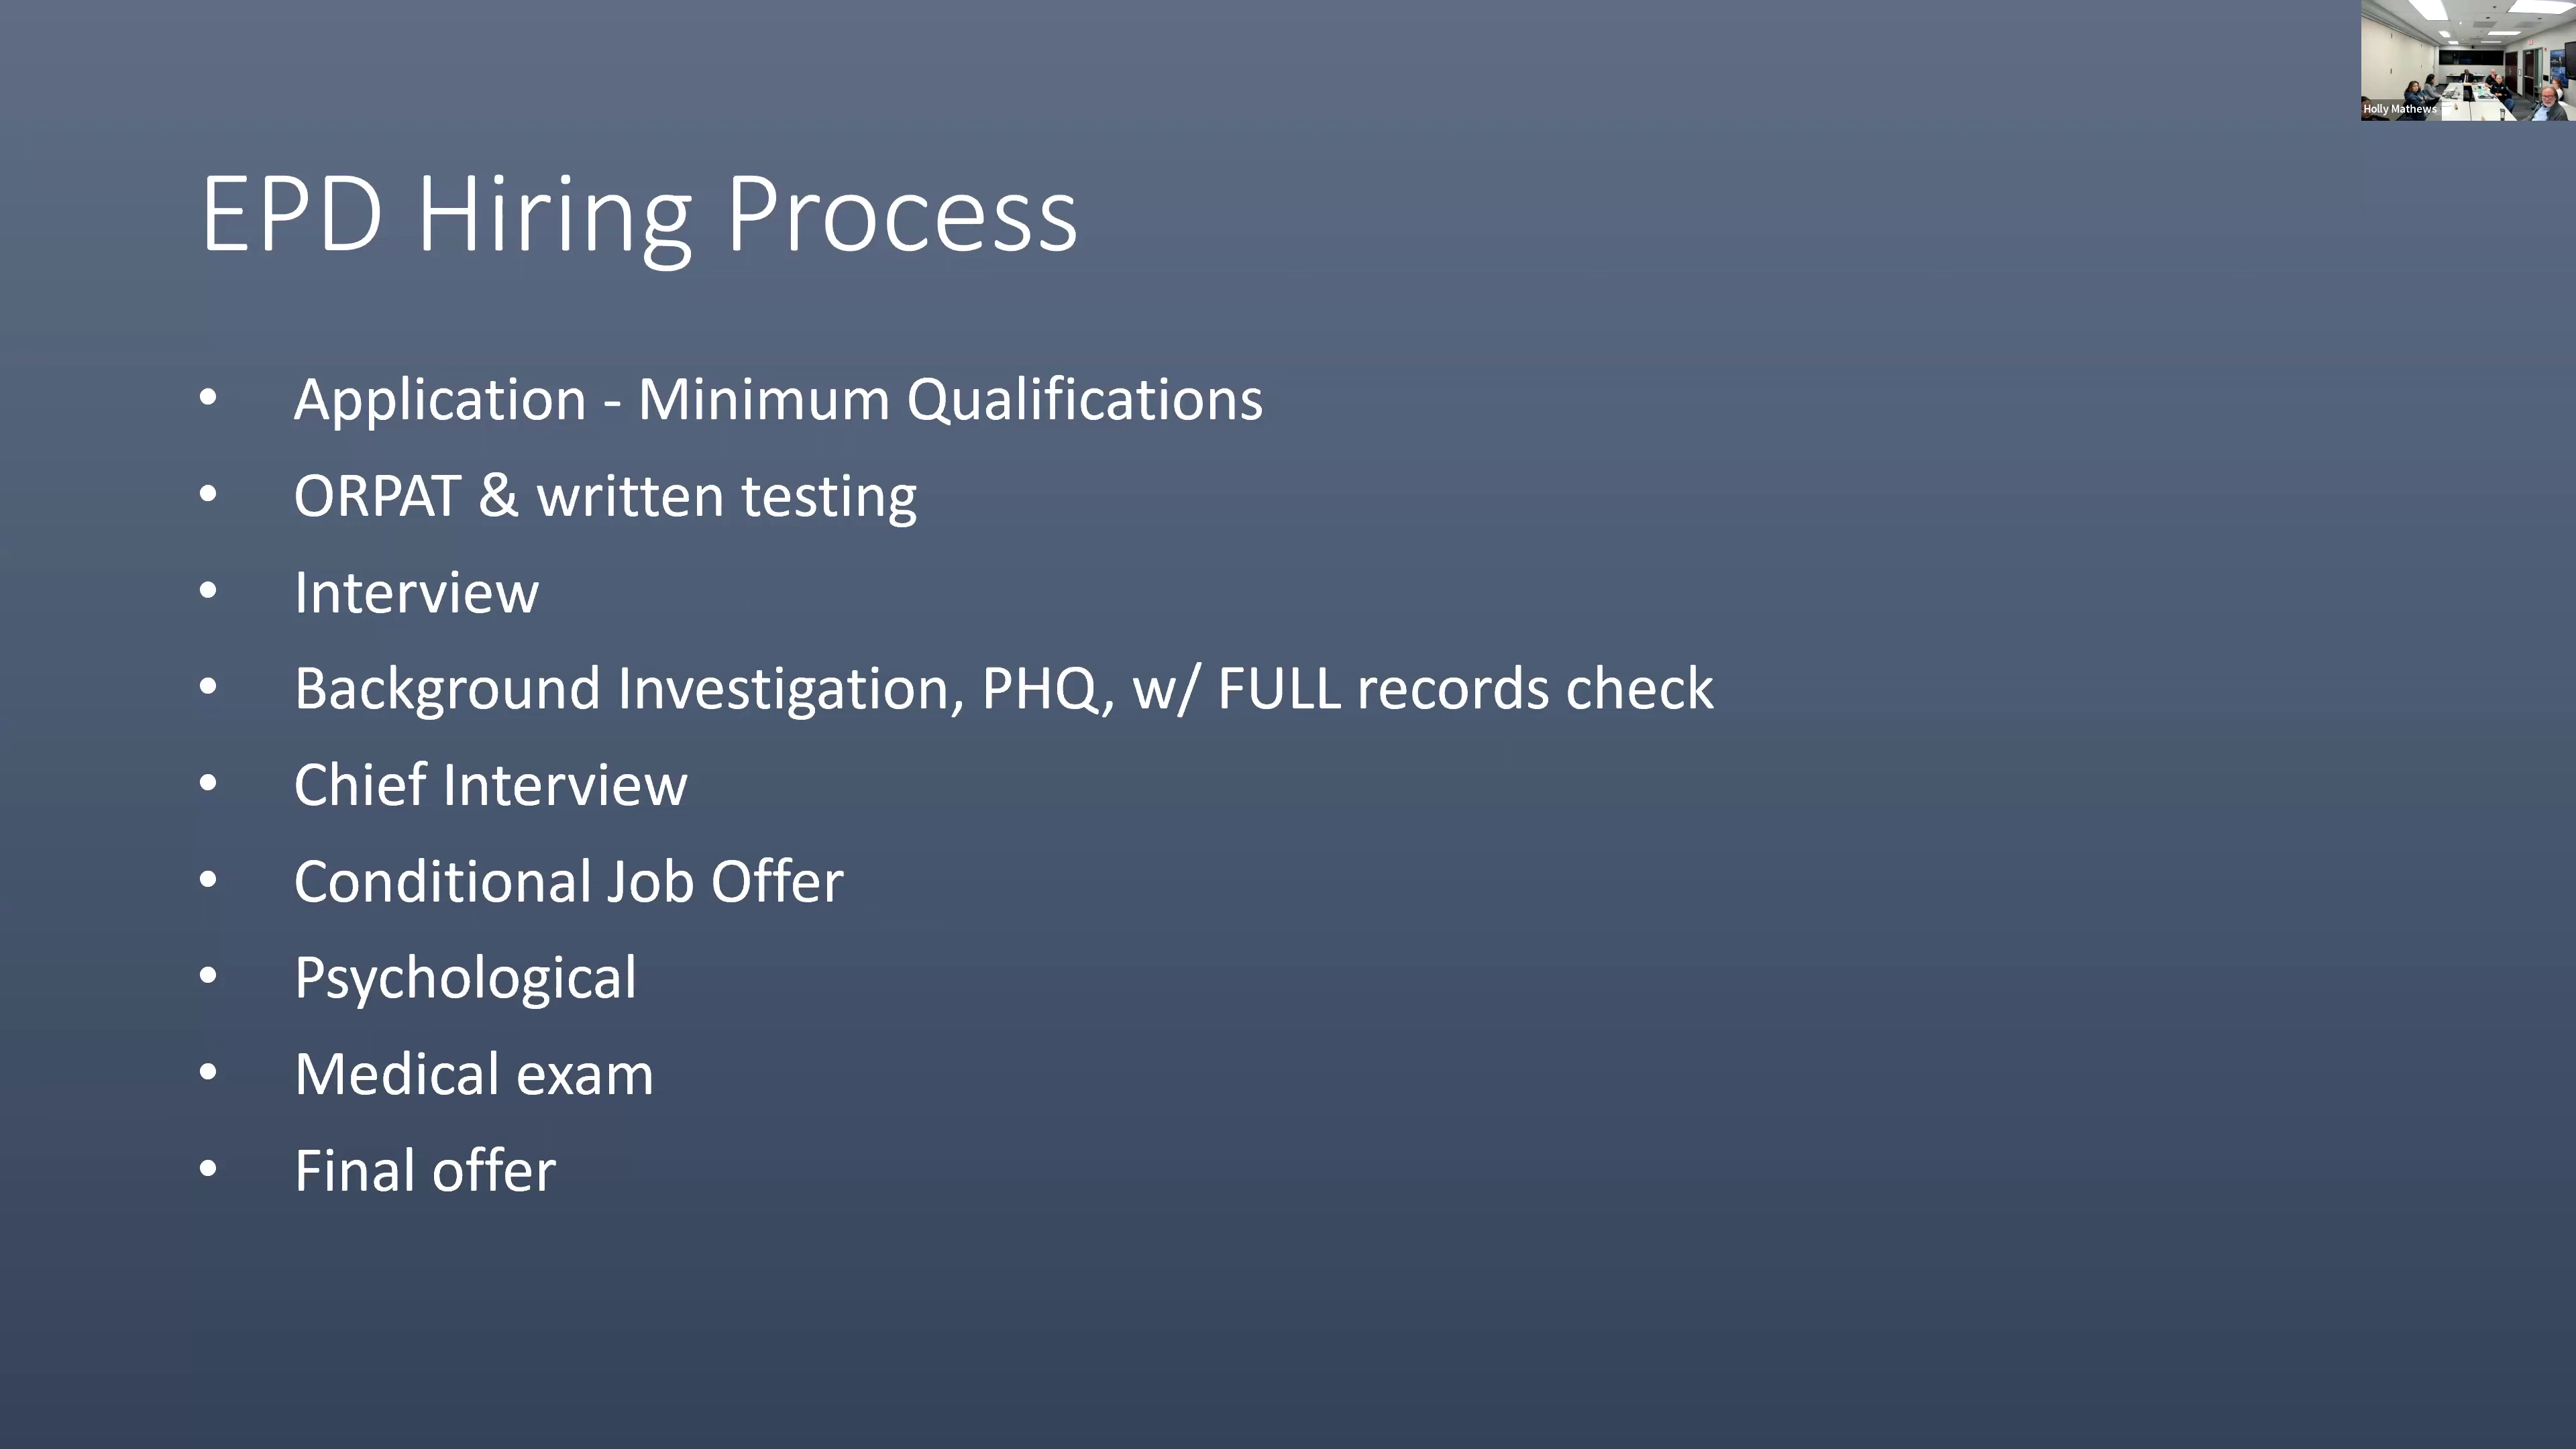 Holly Mathews
EPD Hiring Process
• Application - Minimum Qualifications
• ORPAT & written testing
• Interview
• Background Investigation, PHQ, w/ FULL records check
• Chief Interview
• Conditional Job Offer
• Psychological
• Medical exam
• Final offer